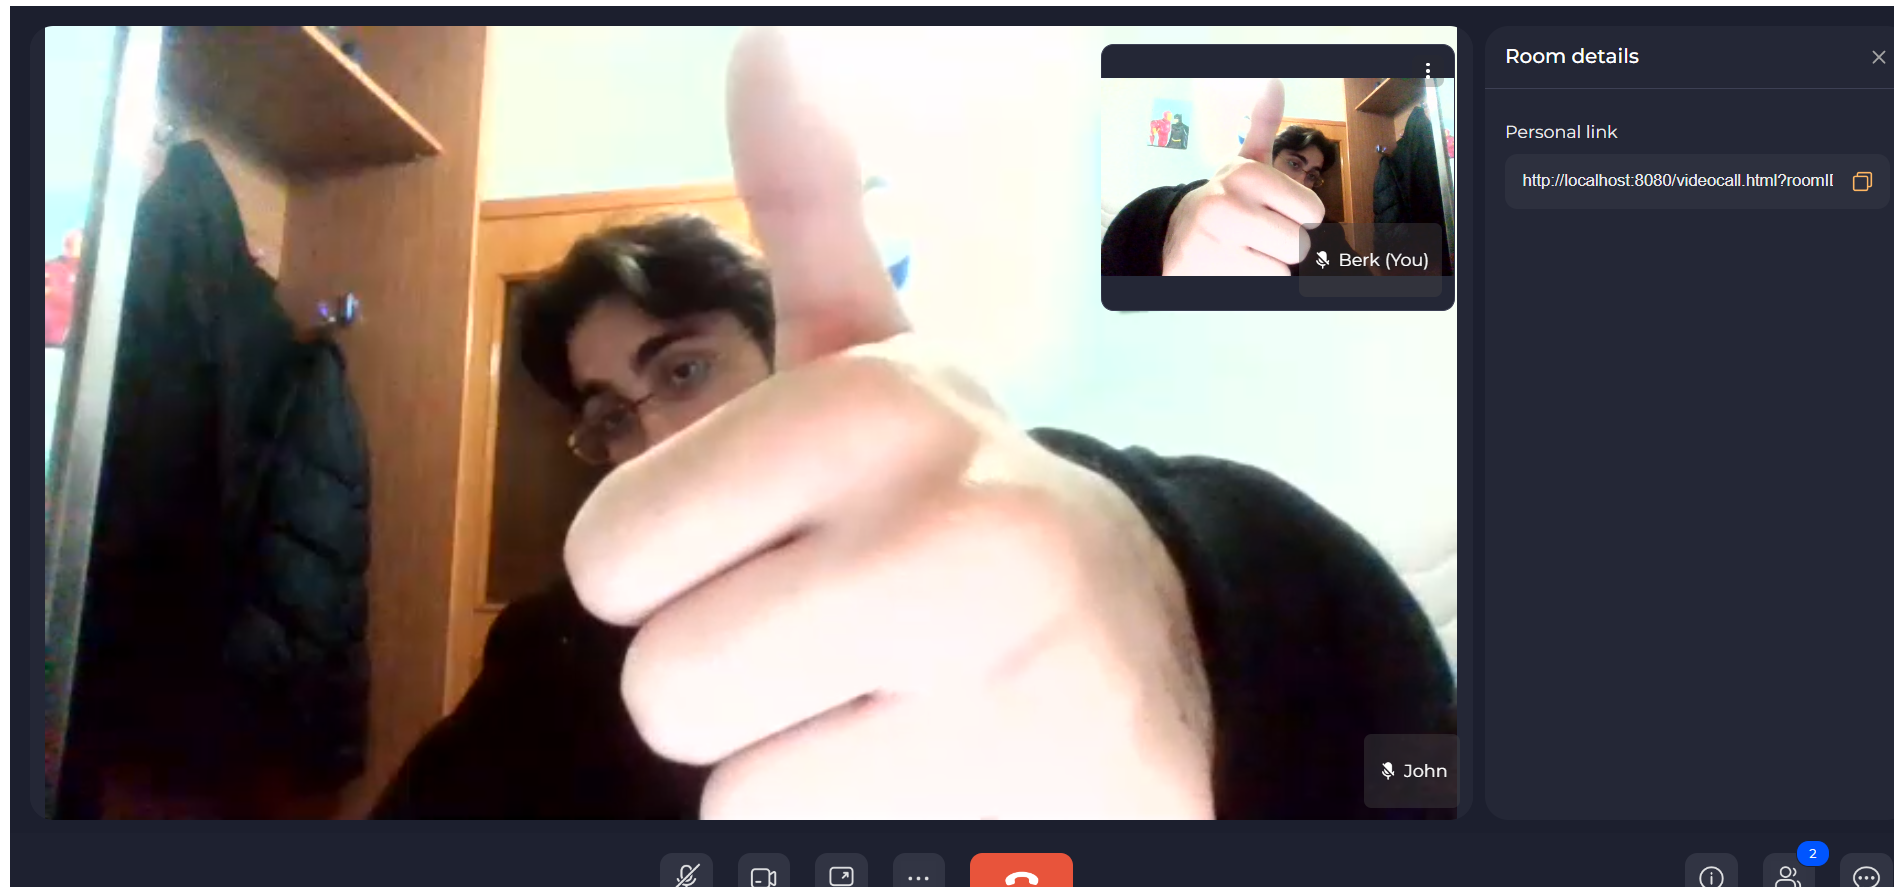 Room details
Personal link
http://localhost:8080/videocall.html?roomI
Berk (You)
John
2